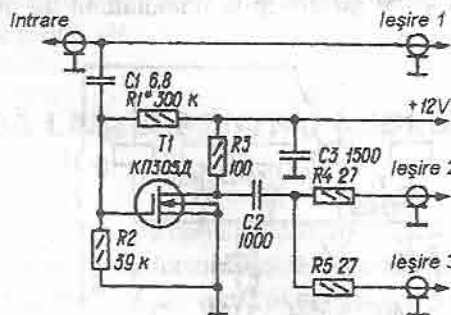 Intrare
Ieşire 1
C1 6,8
R1* 300 к
+12V
T1
КП305Д
R3
100
C3 1500
Ieşire 2
R4 27
C2
1000
R2
39 к
Ieşire 3
R5 27